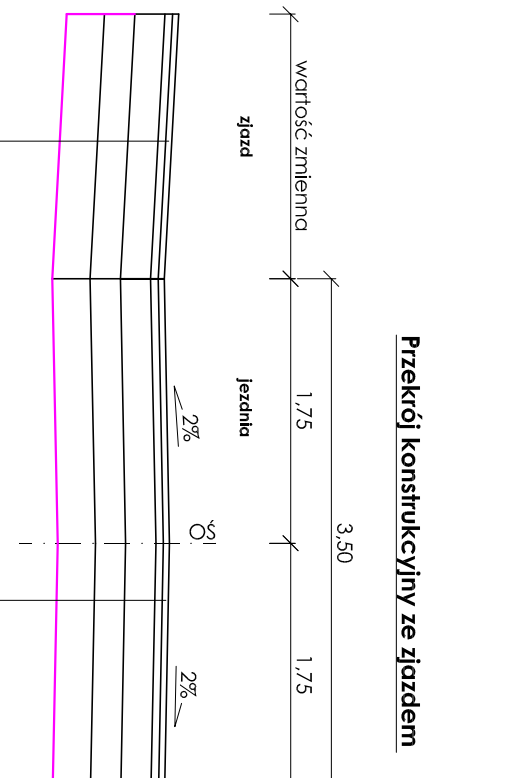 Przekrój konstrukcyjny ze zjazdem
3,50
wartość zmienna
1,75
1,75
zjazd
jezdnia
2%
OŚ
2%